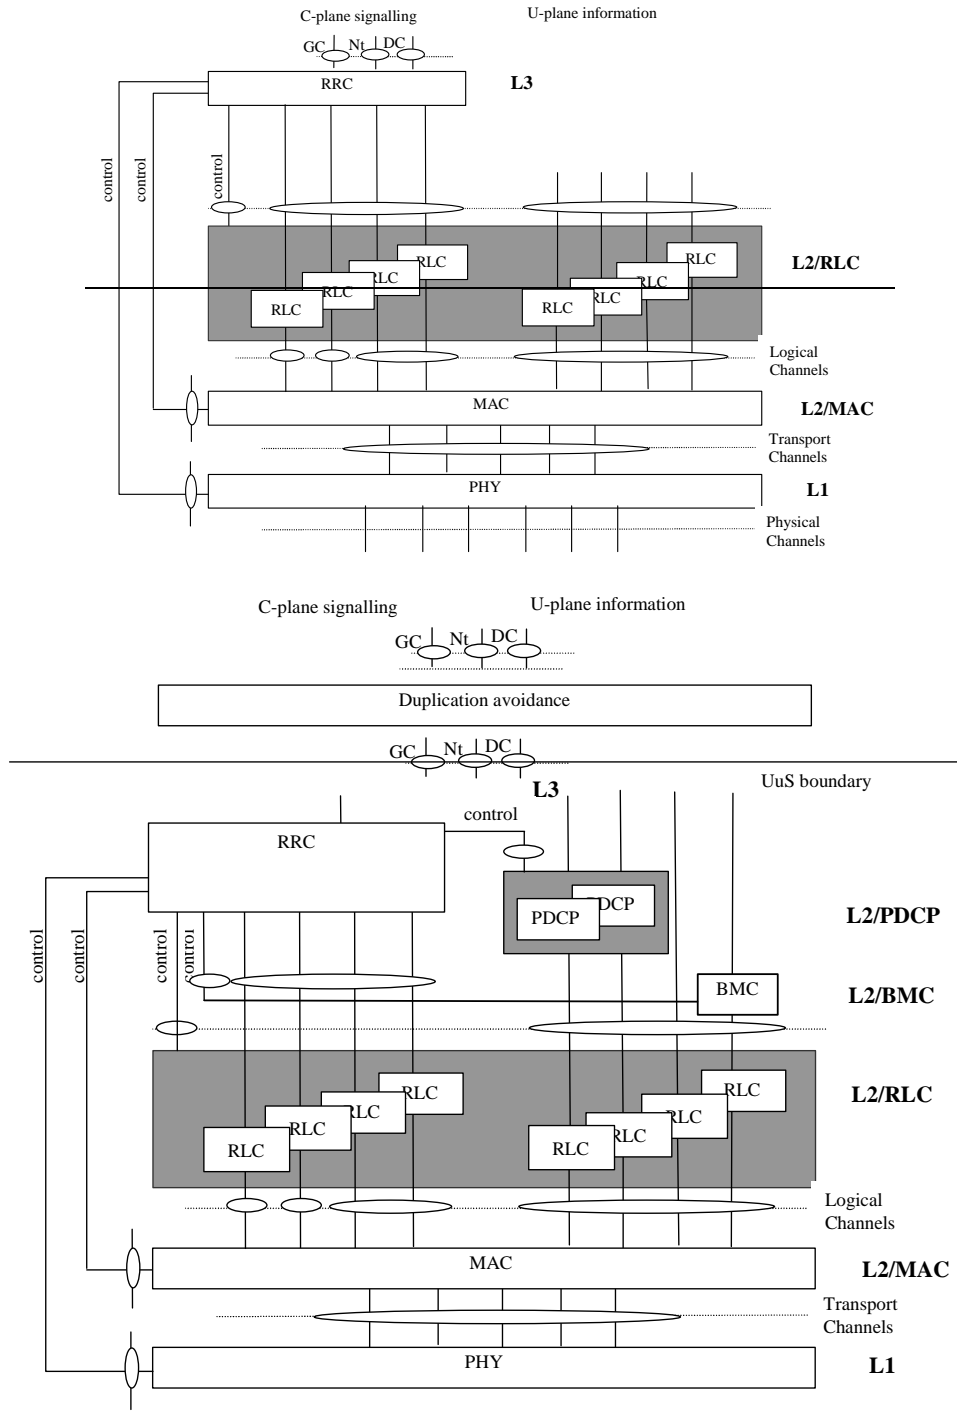 C-plane signalling
U-plane information
GC Nt DC
RRC
L3
control
control
control
RLC
RLC
RLC
RLC
RLC
RLC
RLC
RLC
L2/RLC
Logical
Channels
MAC
L2/MAC
Transport
Channels
PHY
L1
Physical
Channels
C-plane signalling
U-plane information
GC Nt DC
Duplication avoidance
GC Nt DC
UuS boundary
L3
control
RRC
PDCP
PDCP
L2/PDCP
control
control
control
control
BMC
L2/BMC
RLC
RLC
RLC
RLC
RLC
RLC
RLC
RLC
L2/RLC
Logical
Channels
MAC
L2/MAC
Transport
Channels
PHY
L1